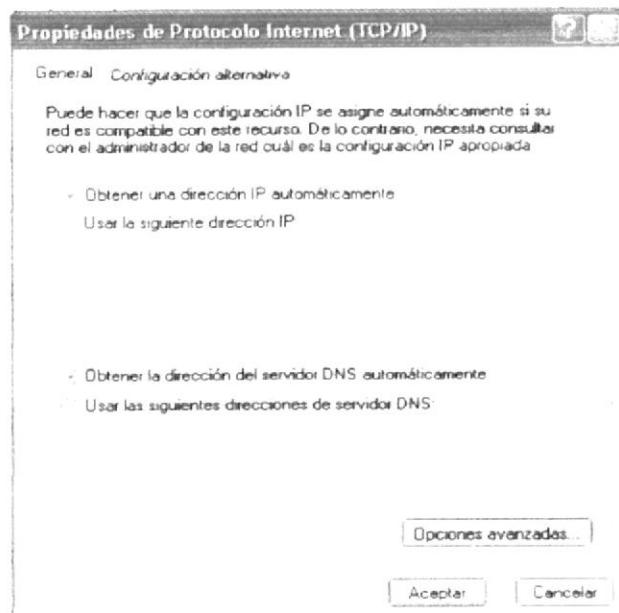 Propiedades de Protocolo Internet (TCP/IP)
General Configuración alternativa
Puede hacer que la configuración IP se asigne automáticamente si su
red es compatible con este recurso. De lo contrario, necesita consultar
con el administrador de la red cuál es la configuración IP apropiada
Obtener una dirección IP automáticamente
Usar la siguiente dirección IP
Obtener la dirección del servidor DNS automáticamente
Usar las siguientes direcciones de servidor DNS:
Opciones avanzadas...
Aceptar Cancelar